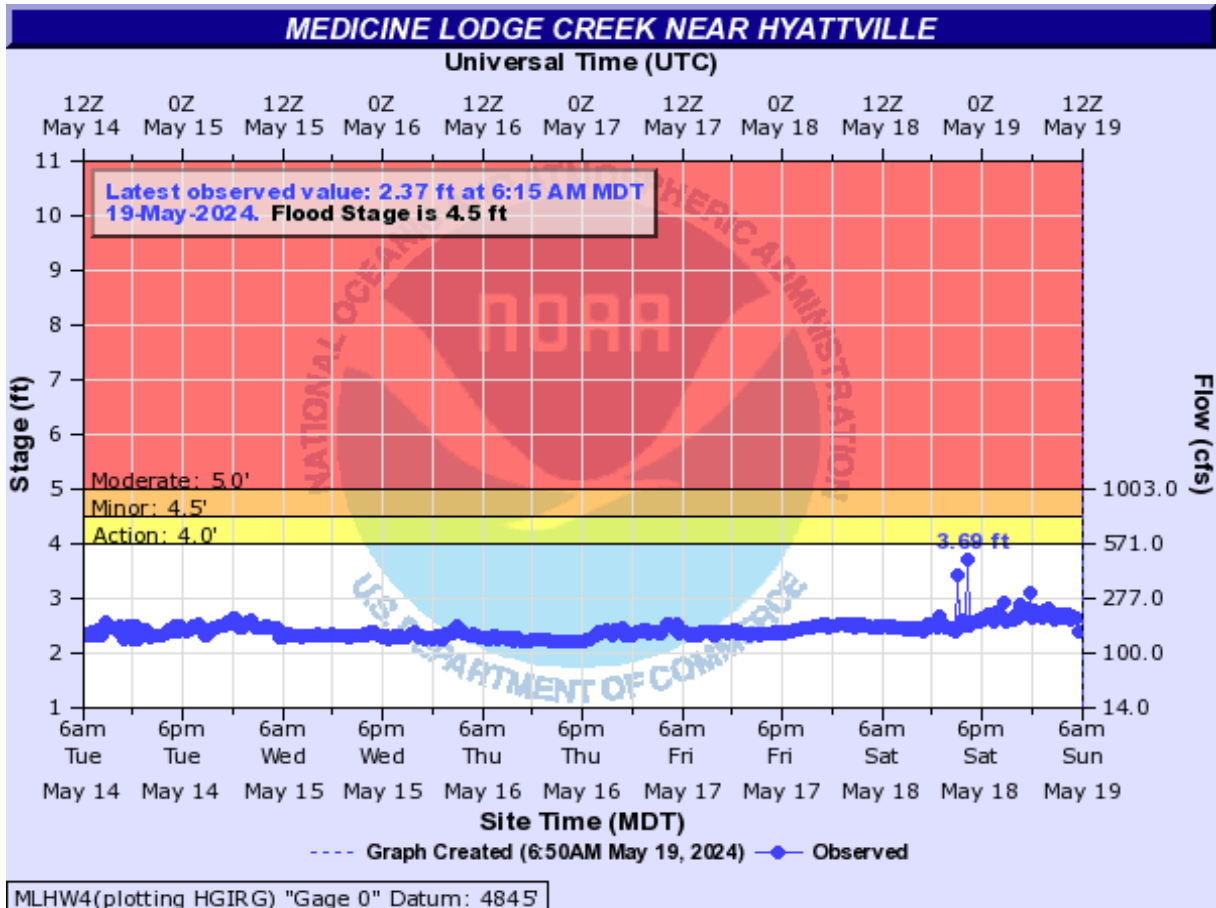 MEDICINE LODGE CREEK NEAR HYATTVILLE
Universal Time (UTC)
12Z 0Z 12Z 0Z 12Z 0Z 12Z 0Z 12Z 0Z 12Z
May 14 May 15 May 15 May 16 May 16 May 17 May 17 May 18 May 18 May 19 May 19
Latest observed value: 2.37 ft at 6:15 AM MDT
19-May-2024. Flood Stage is 4.5 ft
NATIONAL OCEANIC AND ATMOSPHERIC ADMINISTRATION
NOAA
U.S. DEPARTMENT OF COMMERCE
Stage (ft)
11
10
9
8
7
6
5
4
3
2
1
Moderate: 5.0'
Minor: 4.5'
Action: 4.0'
3.69 ft
Flow (cfs)
1003.0
571.0
277.0
100.0
14.0
6am 6pm 6am 6pm 6am 6pm 6am 6pm 6am 6pm 6am
Tue Tue Wed Wed Thu Thu Fri Fri Sat Sat Sun
May 14 May 14 May 15 May 15 May 16 May 16 May 17 May 17 May 18 May 18 May 19
Site Time (MDT)
Graph Created (6:50AM May 19, 2024) Observed
MLHW4(plotting HGIRG) "Gage 0" Datum: 4845'